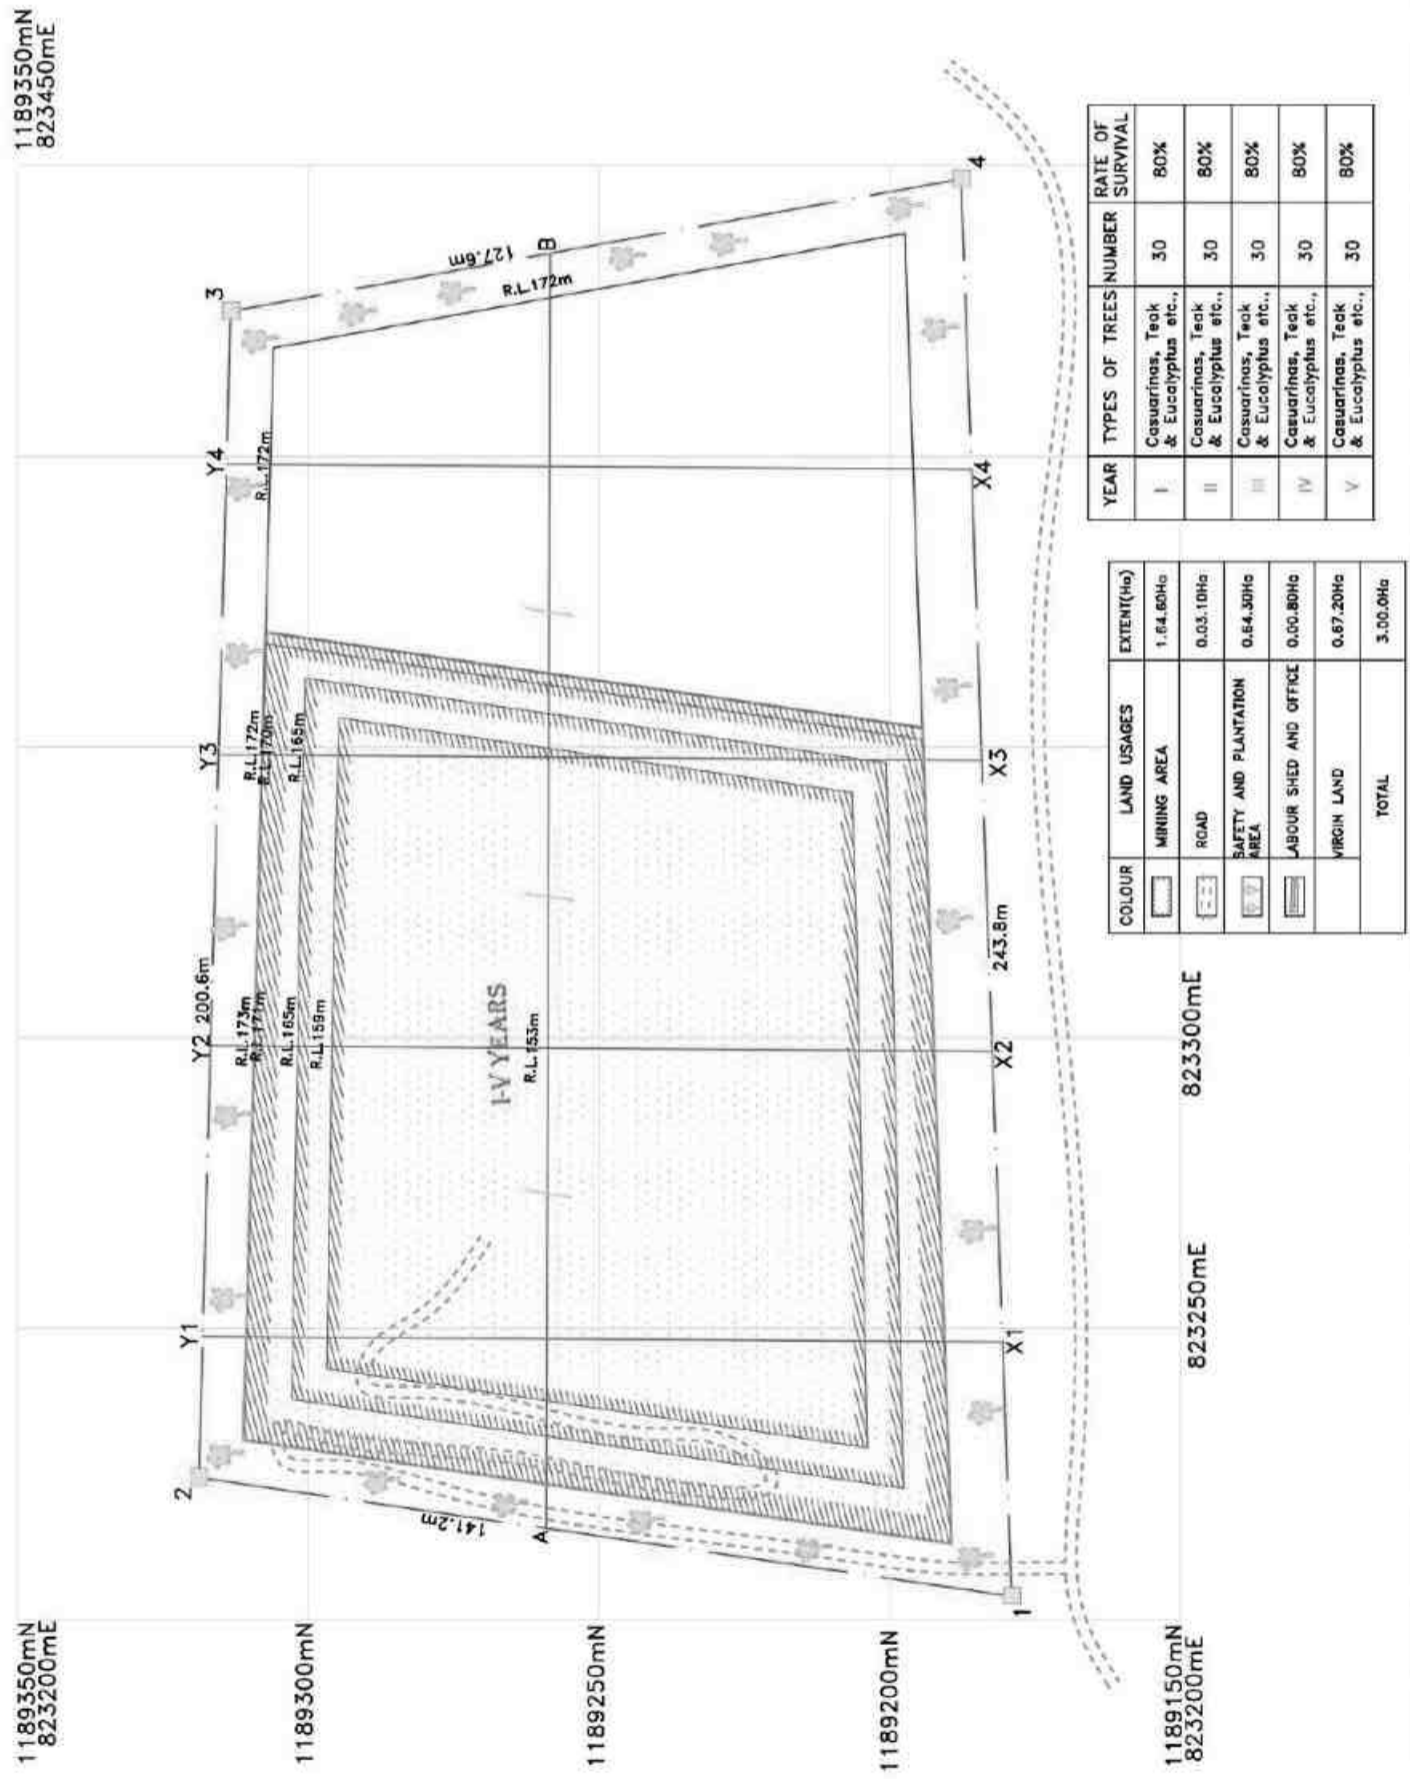 1189350mN
823200mE
1189350mN
823450mE
1189300mN
1189250mN
1189200mN
1189150mN
823200mE
823250mE
823300mE
2
Y1
Y2
200.6m
Y3
Y4
3
R.L.173m
R.L.171m
R.L.165m
R.L.159m
R.L.172m
R.L.170m
R.L.165m
R.L.172m
127.6m
R.L.172m
141.2m
A
B
I-V YEARS
R.L.153m
1
X1
X2
243.8m
X3
X4
4
COLOUR LAND USAGES EXTENT(Ha)
MINING AREA 1.64.60Ha
ROAD 0.03.10Ha
SAFETY AND PLANTATION
AREA 0.64.30Ha
LABOUR SHED AND OFFICE 0.00.80Ha
VIRGIN LAND 0.67.20Ha
TOTAL 3.00.0Ha
YEAR TYPES OF TREES NUMBER RATE OF
SURVIVAL
I Casuarinas, Teak
& Eucalyptus etc., 30 80%
II Casuarinas, Teak
& Eucalyptus etc., 30 80%
III Casuarinas, Teak
& Eucalyptus etc., 30 80%
IV Casuarinas, Teak
& Eucalyptus etc., 30 80%
V Casuarinas, Teak
& Eucalyptus etc., 30 80%